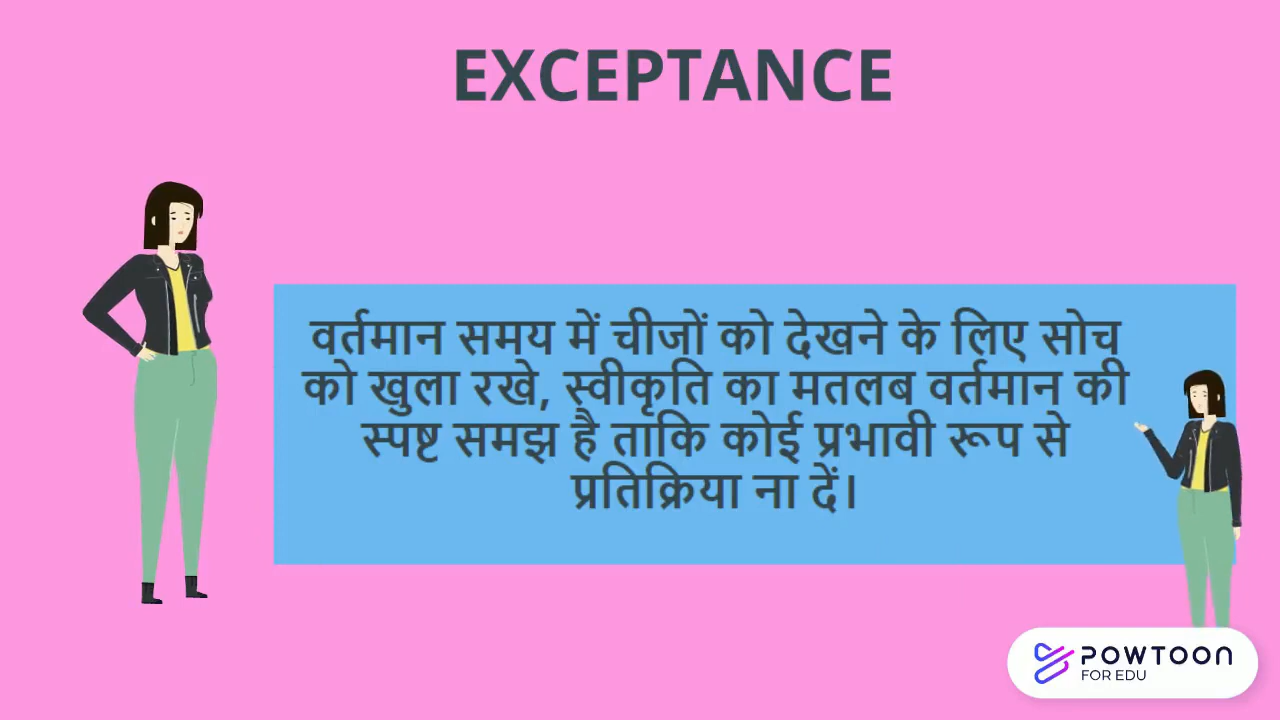 EXCEPTANCE
वर्तमान समय में चीजों को देखने के लिए सोच
को खुला रखे, स्वीकृति का मतलब वर्तमान की
स्पष्ट समझ है ताकि कोई प्रभावी रूप से
प्रतिक्रिया ना दें।
POWTOON
FOR EDU